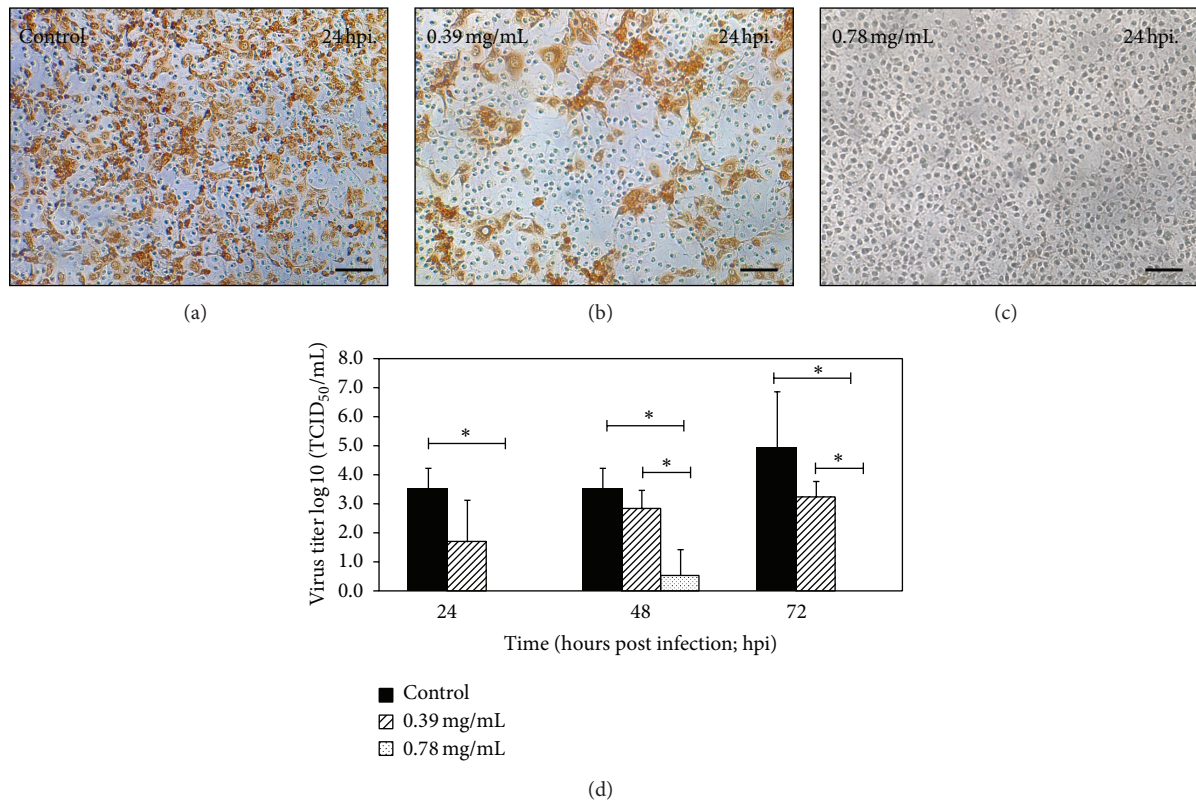 Control 24 hpi.
0.39 mg/mL 24 hpi.
0.78 mg/mL 24 hpi.
(a)
(b)
(c)
Virus titer log 10 (TCID50/mL)
8.0
7.0
6.0
5.0
4.0
3.0
2.0
1.0
0.0
* * * * *
24 48 72
Time (hours post infection; hpi)
Control
0.39 mg/mL
0.78 mg/mL
(d)